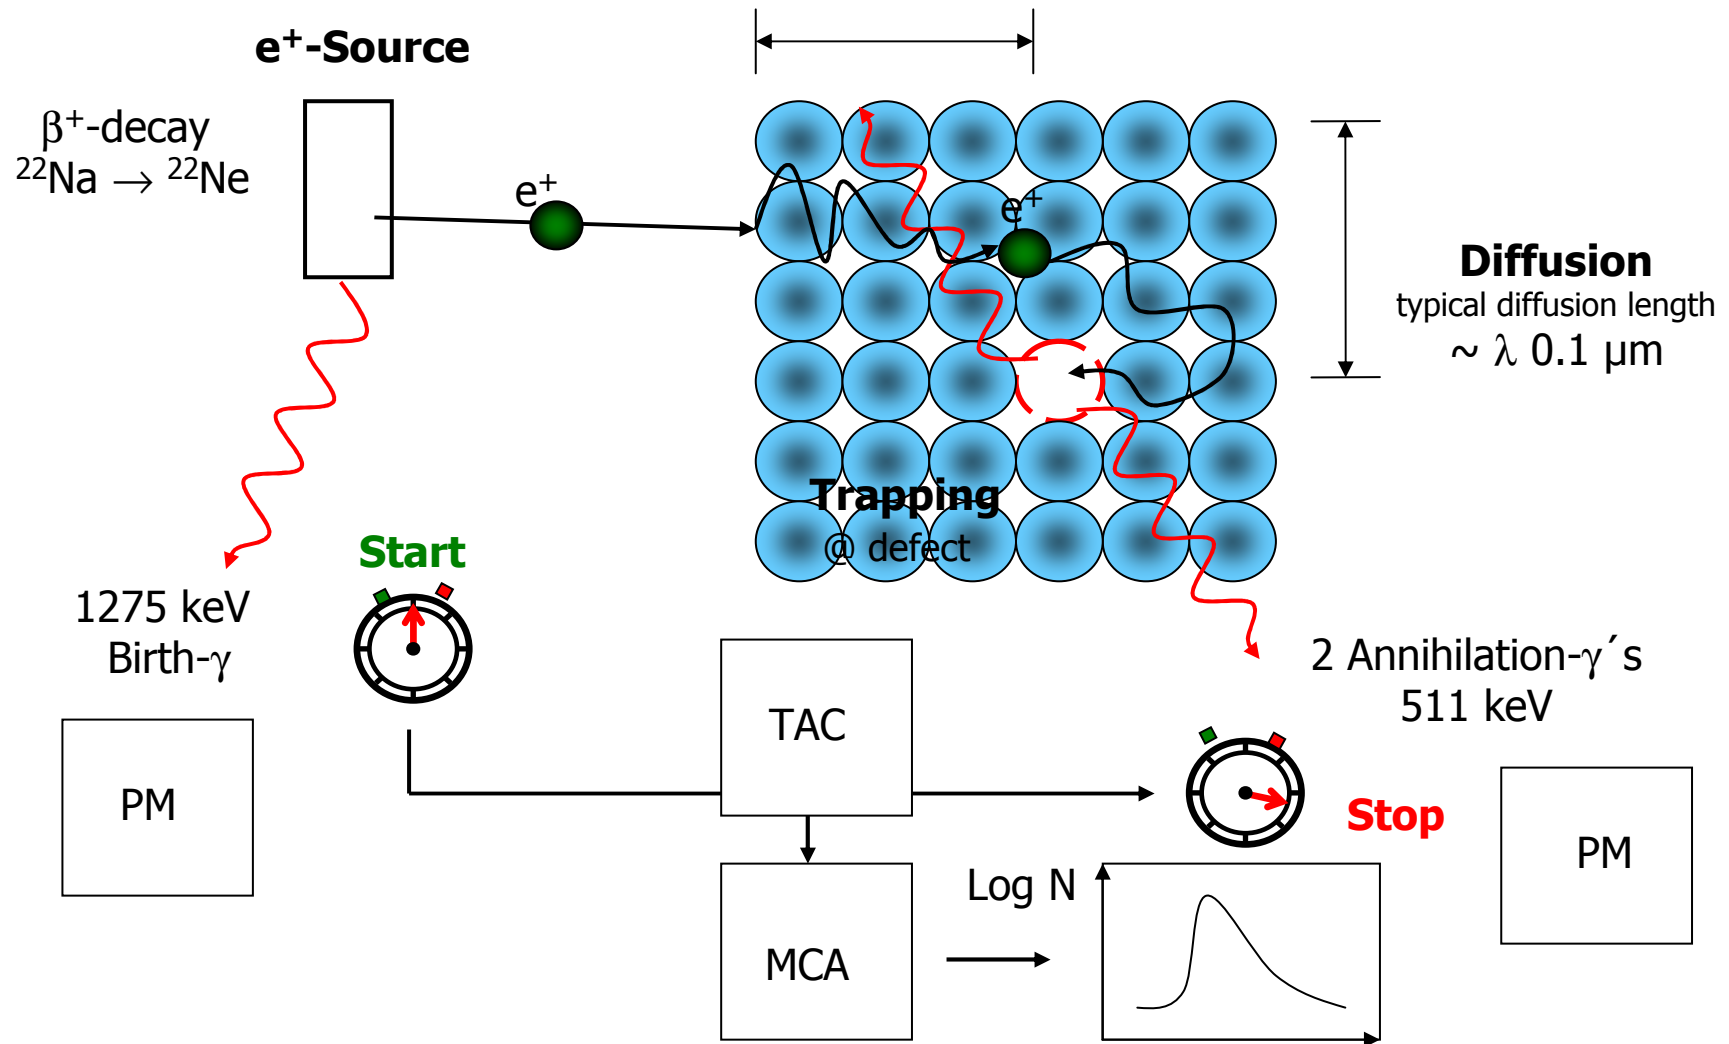 e⁺-Source
β⁺-decay
²²Na → ²²Ne
e⁺
e⁺
Diffusion
typical diffusion length
~ λ 0.1 µm
Trapping
@ defect
Start
1275 keV
Birth-γ
2 Annihilation-γ´s
511 keV
TAC
PM
Stop
PM
Log N
MCA